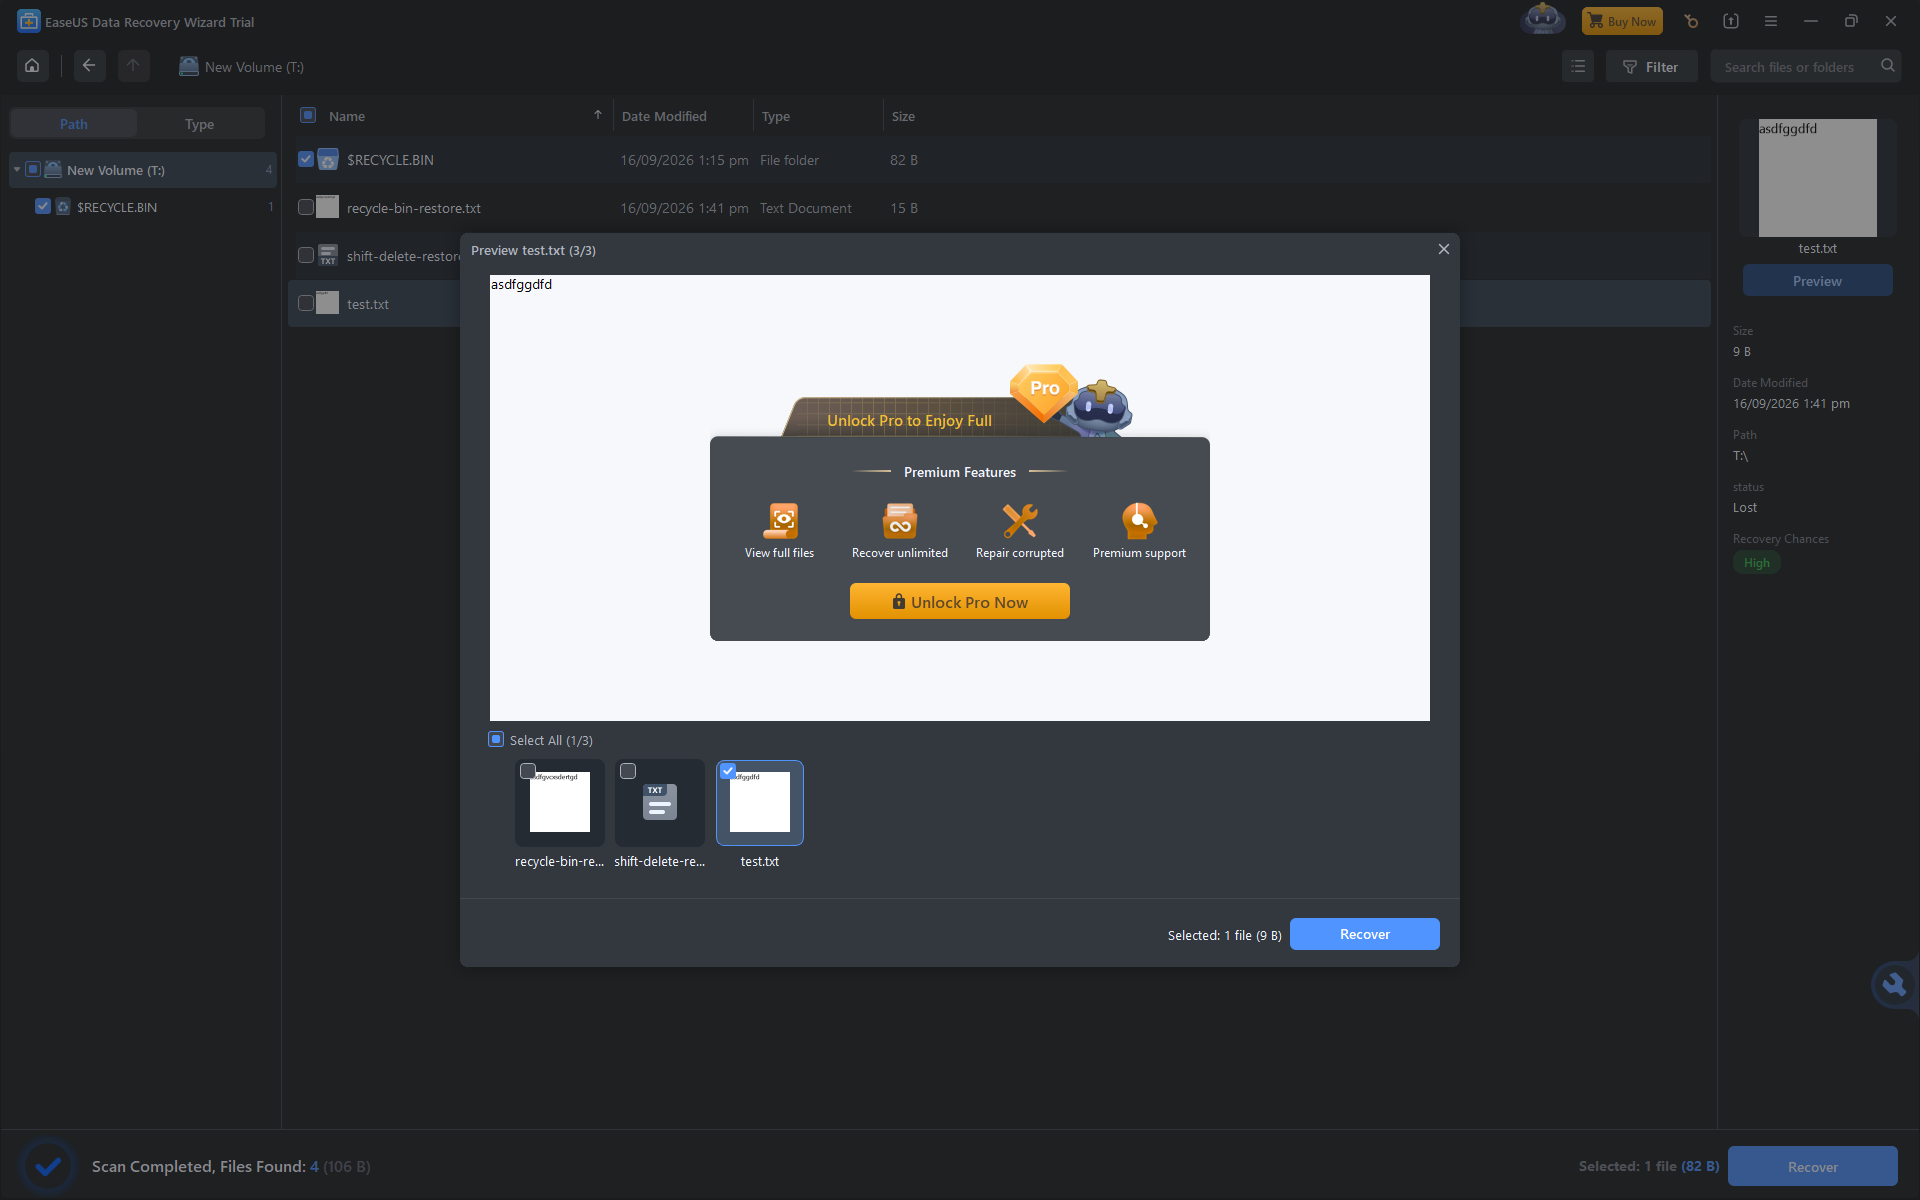 EaseUS Data Recovery Wizard Trial
Buy Now
New Volume (T:)
Filter
Search files or folders
Path
Type
New Volume (T:)
4
$RECYCLE.BIN
1
Name
Date Modified
Type
Size
$RECYCLE.BIN
16/09/2026 1:15 pm
File folder
82 B
recycle-bin-restore.txt
16/09/2026 1:41 pm
Text Document
15 B
TXT
shift-delete-restore
test.txt
Preview test.txt (3/3)
asdfggdfd
Pro
Unlock Pro to Enjoy Full
Premium Features
View full files
Recover unlimited
Repair corrupted
Premium support
Unlock Pro Now
Select All (1/3)
TXT
dfggdfd
recycle-bin-re...
shift-delete-re...
test.txt
Selected: 1 file (9 B)
Recover
asdfggdfd
test.txt
Preview
Size
9 B
Date Modified
16/09/2026 1:41 pm
Path
T:\
status
Lost
Recovery Chances
High
Scan Completed, Files Found: 4 (106 B)
Selected: 1 file (82 B)
Recover